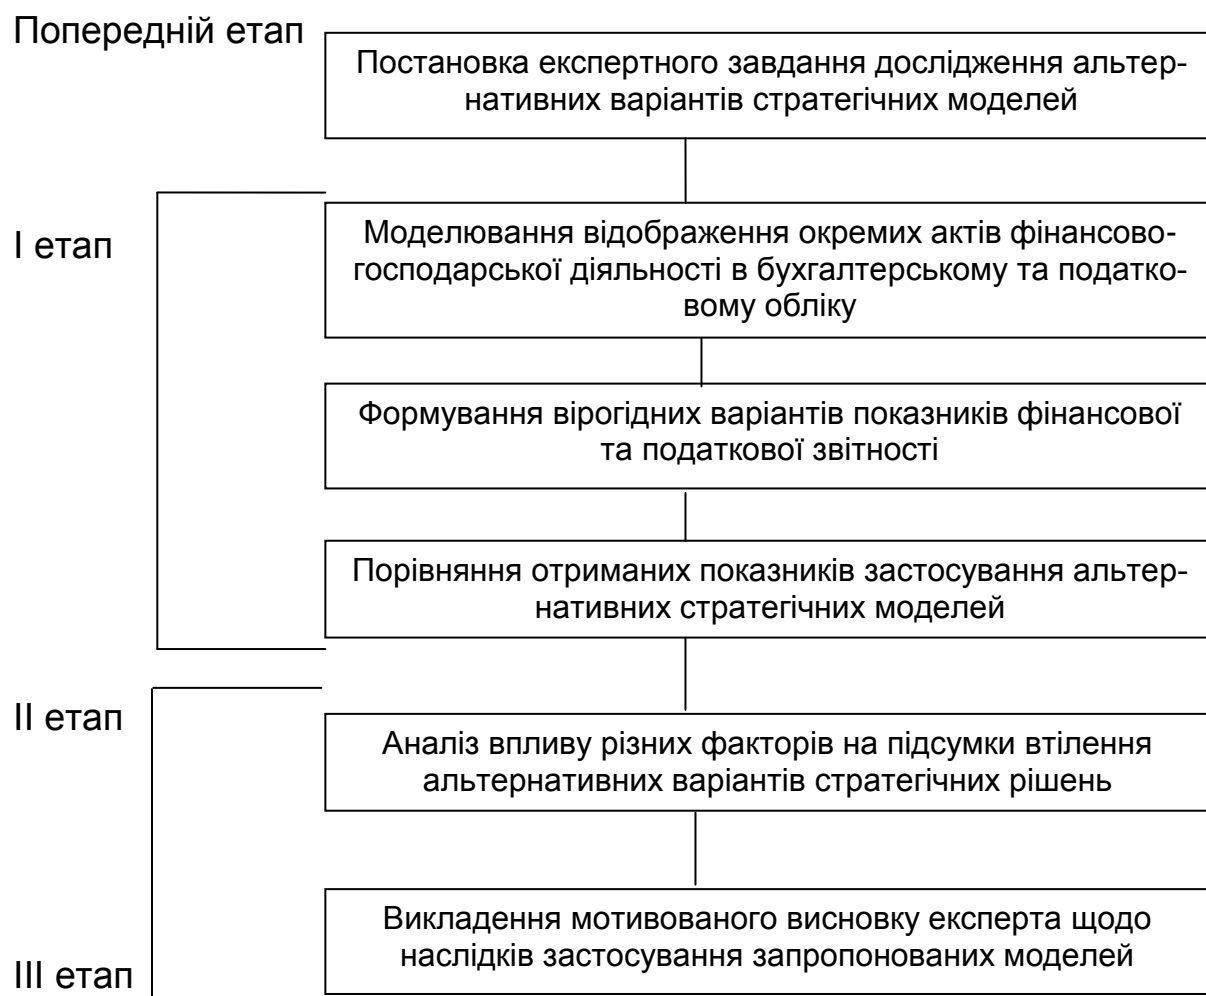 Попередній етап
Постановка експертного завдання дослідження альтер-
нативних варіантів стратегічних моделей
І етап
Моделювання відображення окремих актів фінансово-
господарської діяльності в бухгалтерському та податко-
вому обліку
Формування вірогідних варіантів показників фінансової
та податкової звітності
Порівняння отриманих показників застосування альтер-
нативних стратегічних моделей
ІІ етап
Аналіз впливу різних факторів на підсумки втілення
альтернативних варіантів стратегічних рішень
Викладення мотивованого висновку експерта щодо
наслідків застосування запропонованих моделей
ІІІ етап